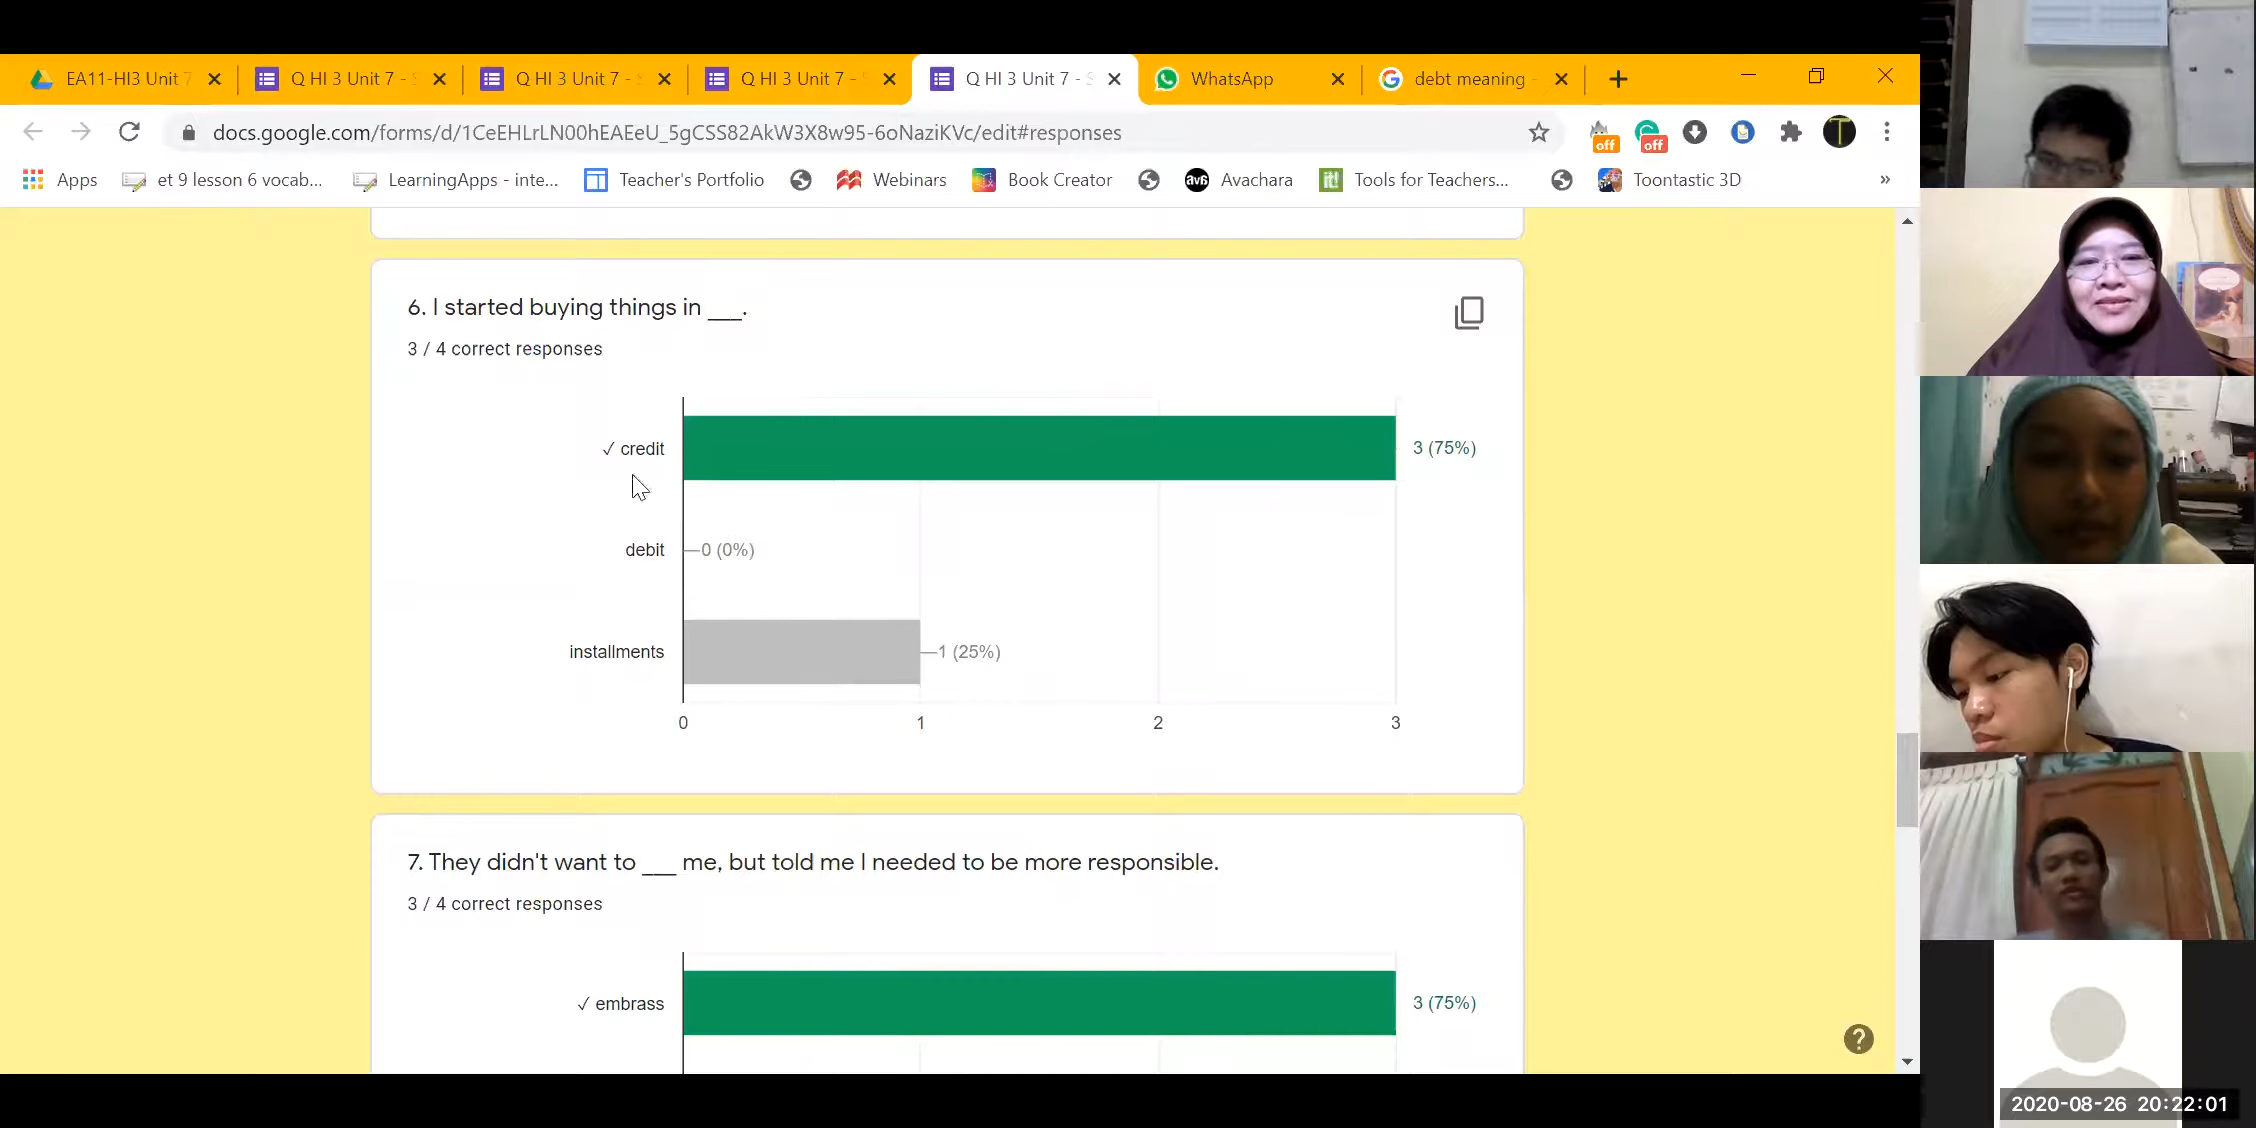 EA11-HI3 Unit 7
Q HI 3 Unit 7 - S
Q HI 3 Unit 7 - S
Q HI 3 Unit 7 -
Q HI 3 Unit 7 - S
WhatsApp
debt meaning -
docs.google.com/forms/d/1CeEHLrLN00hEAEeU_5gCSS82AkW3X8w95-6oNaziKVc/edit#responses
off
off
T
Apps
et 9 lesson 6 vocab...
LearningApps - inte...
Teacher's Portfolio
Webinars
Book Creator
ava
Avachara
it!
Tools for Teachers...
Toontastic 3D
»
6. I started buying things in ___.
3 / 4 correct responses
✓ credit
3 (75%)
debit
0 (0%)
installments
1 (25%)
0 1 2 3
7. They didn't want to ___ me, but told me I needed to be more responsible.
3 / 4 correct responses
✓ embrass
3 (75%)
?
2020-08-26 20:22:01